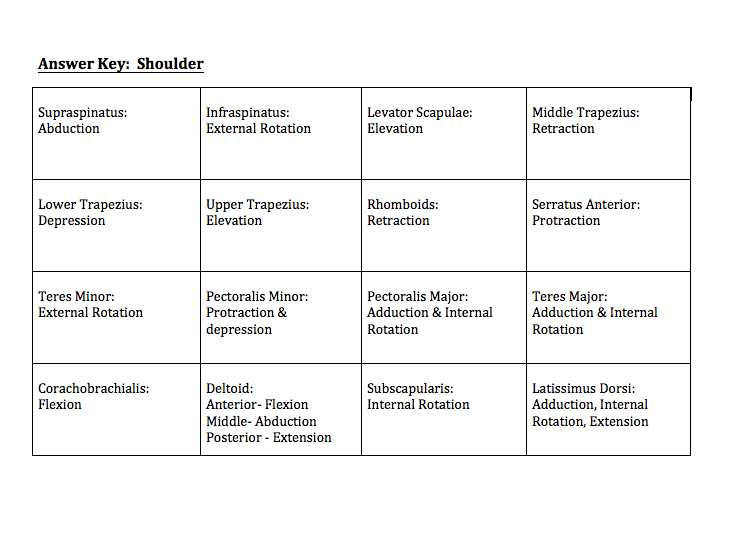 Answer Key:  Shoulder
Supraspinatus:
Abduction
Infraspinatus:
External Rotation
Levator Scapulae:
Elevation
Middle Trapezius:
Retraction
Lower Trapezius:
Depression
Upper Trapezius:
Elevation
Rhomboids:
Retraction
Serratus Anterior:
Protraction
Teres Minor:
External Rotation
Pectoralis Minor:
Protraction &
depression
Pectoralis Major:
Adduction & Internal
Rotation
Teres Major:
Adduction & Internal
Rotation
Corachobrachialis:
Flexion
Deltoid:
Anterior- Flexion
Middle- Abduction
Posterior - Extension
Subscapularis:
Internal Rotation
Latissimus Dorsi:
Adduction, Internal
Rotation, Extension